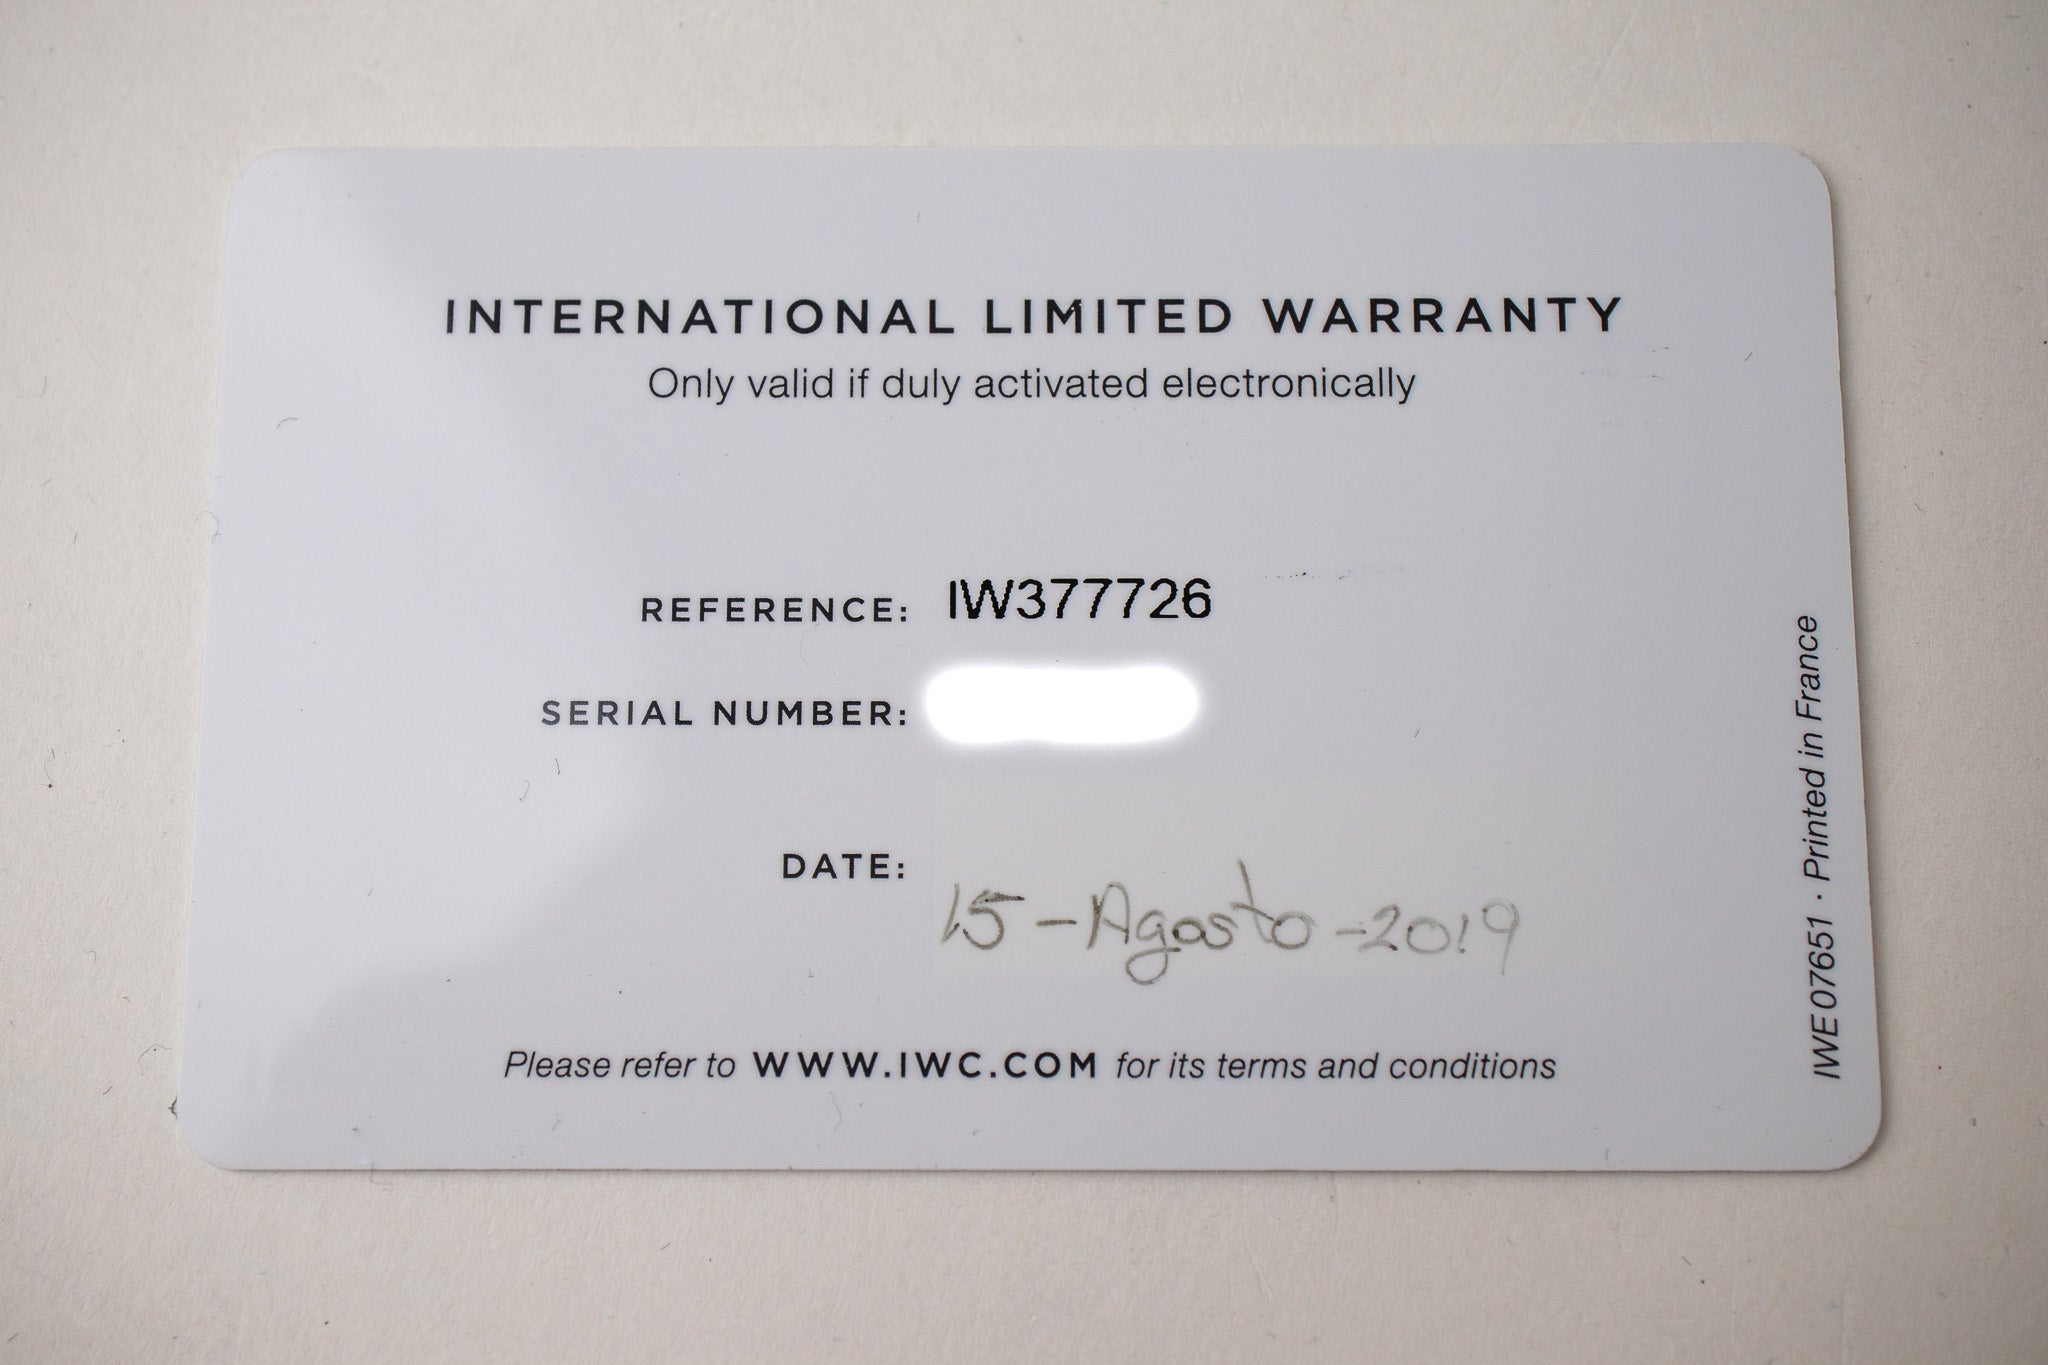 INTERNATIONAL LIMITED WARRANTY
Only valid if duly activated electronically
REFERENCE: IW377726
SERIAL NUMBER:
DATE: 15-Agosto-2019
Please refer to WWW.IWC.COM for its terms and conditions
IWE07651 · Printed in France